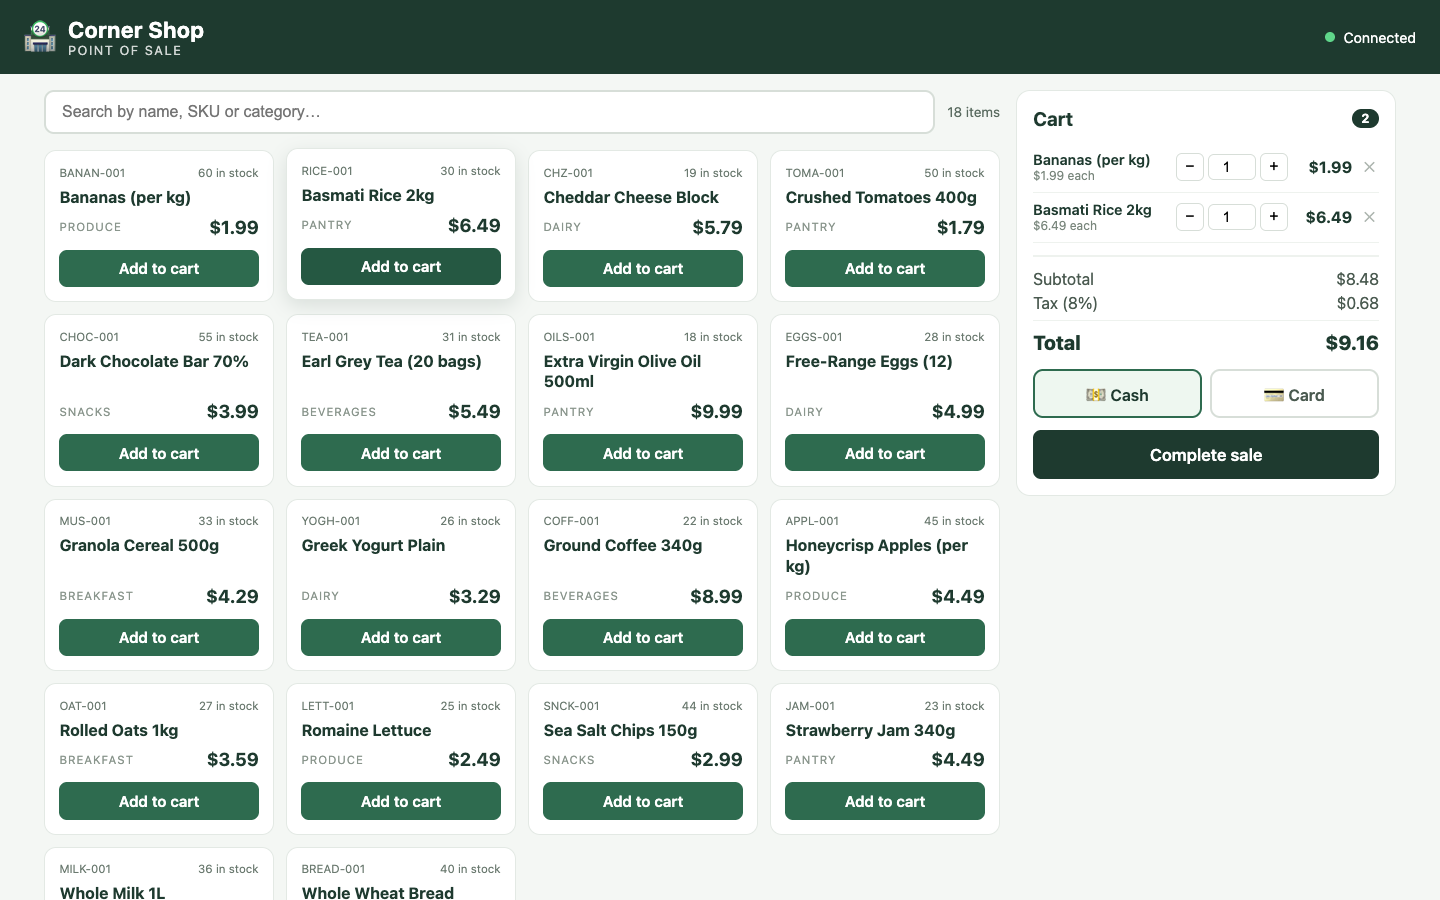 24
Corner Shop
POINT OF SALE
Connected
Search by name, SKU or category…
18 items
BANAN-001 60 in stock
Bananas (per kg)
PRODUCE $1.99
Add to cart
RICE-001 30 in stock
Basmati Rice 2kg
PANTRY $6.49
Add to cart
CHZ-001 19 in stock
Cheddar Cheese Block
DAIRY $5.79
Add to cart
TOMA-001 50 in stock
Crushed Tomatoes 400g
PANTRY $1.79
Add to cart
CHOC-001 55 in stock
Dark Chocolate Bar 70%
SNACKS $3.99
Add to cart
TEA-001 31 in stock
Earl Grey Tea (20 bags)
BEVERAGES $5.49
Add to cart
OILS-001 18 in stock
Extra Virgin Olive Oil
500ml
PANTRY $9.99
Add to cart
EGGS-001 28 in stock
Free-Range Eggs (12)
DAIRY $4.99
Add to cart
MUS-001 33 in stock
Granola Cereal 500g
BREAKFAST $4.29
Add to cart
YOGH-001 26 in stock
Greek Yogurt Plain
DAIRY $3.29
Add to cart
COFF-001 22 in stock
Ground Coffee 340g
BEVERAGES $8.99
Add to cart
APPL-001 45 in stock
Honeycrisp Apples (per
kg)
PRODUCE $4.49
Add to cart
OAT-001 27 in stock
Rolled Oats 1kg
BREAKFAST $3.59
Add to cart
LETT-001 25 in stock
Romaine Lettuce
PRODUCE $2.49
Add to cart
SNCK-001 44 in stock
Sea Salt Chips 150g
SNACKS $2.99
Add to cart
JAM-001 23 in stock
Strawberry Jam 340g
PANTRY $4.49
Add to cart
MILK-001 36 in stock
Whole Milk 1L
BREAD-001 40 in stock
Whole Wheat Bread
Cart 2
Bananas (per kg)
$1.99 each
− 1 + $1.99 ×
Basmati Rice 2kg
$6.49 each
− 1 + $6.49 ×
Subtotal $8.48
Tax (8%) $0.68
Total $9.16
💵 Cash
💳 Card
Complete sale